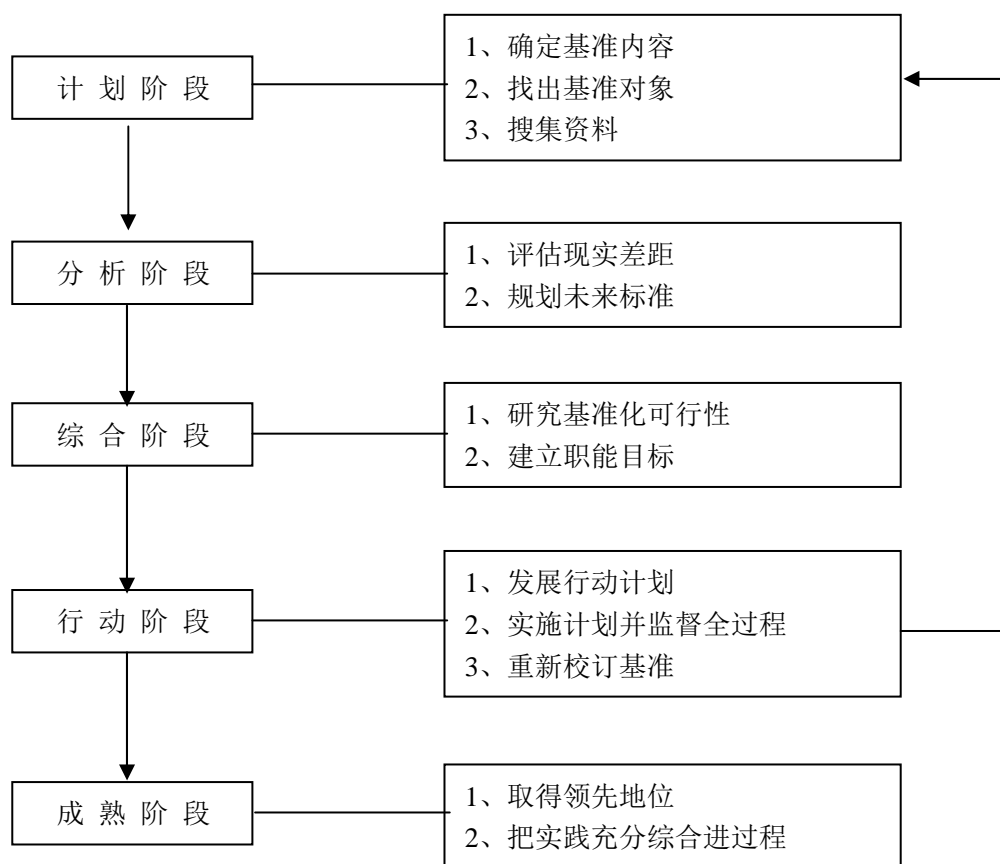 计 划 阶 段
1、确定基准内容
2、找出基准对象
3、搜集资料
分 析 阶 段
1、评估现实差距
2、规划未来标准
综 合 阶 段
1、研究基准化可行性
2、建立职能目标
行 动 阶 段
1、发展行动计划
2、实施计划并监督全过程
3、重新校订基准
成 熟 阶 段
1、取得领先地位
2、把实践充分综合进过程